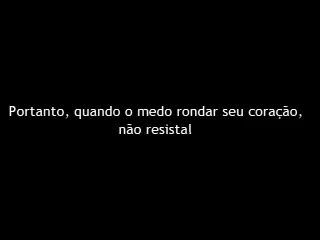 Portanto, quando o medo rondar seu coração,
não resista!